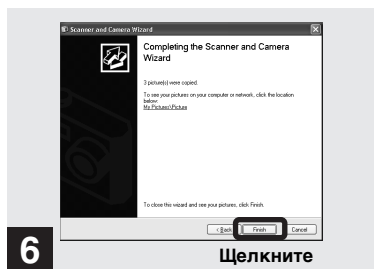 Scanner and Camera Wizard
Completing the Scanner and Camera
Wizard
3 picture(s) were copied.
To see your pictures on your computer or network, click the location
below:
My Pictures\Picture
To close this wizard and see your pictures, click Finish.
< Back
Finish
Cancel
6
Щелкните